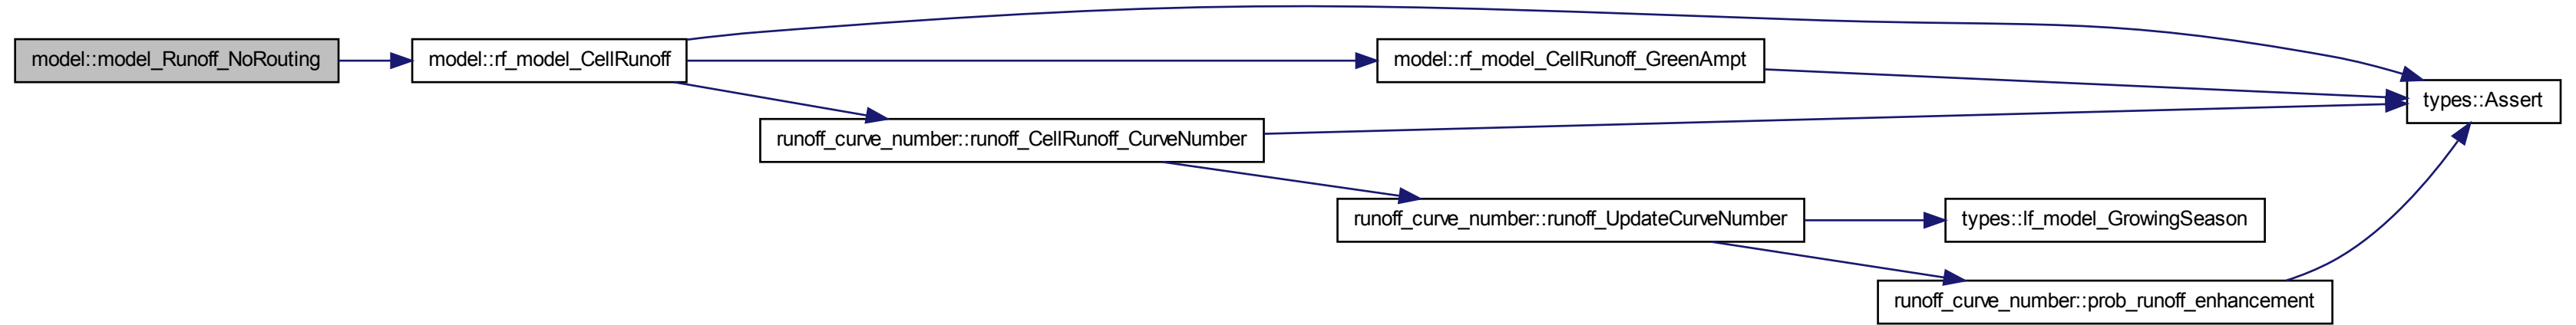 model::model_Runoff_NoRouting
model::rf_model_CellRunoff
model::rf_model_CellRunoff_GreenAmpt
types::Assert
runoff_curve_number::runoff_CellRunoff_CurveNumber
runoff_curve_number::runoff_UpdateCurveNumber
types::lf_model_GrowingSeason
runoff_curve_number::prob_runoff_enhancement